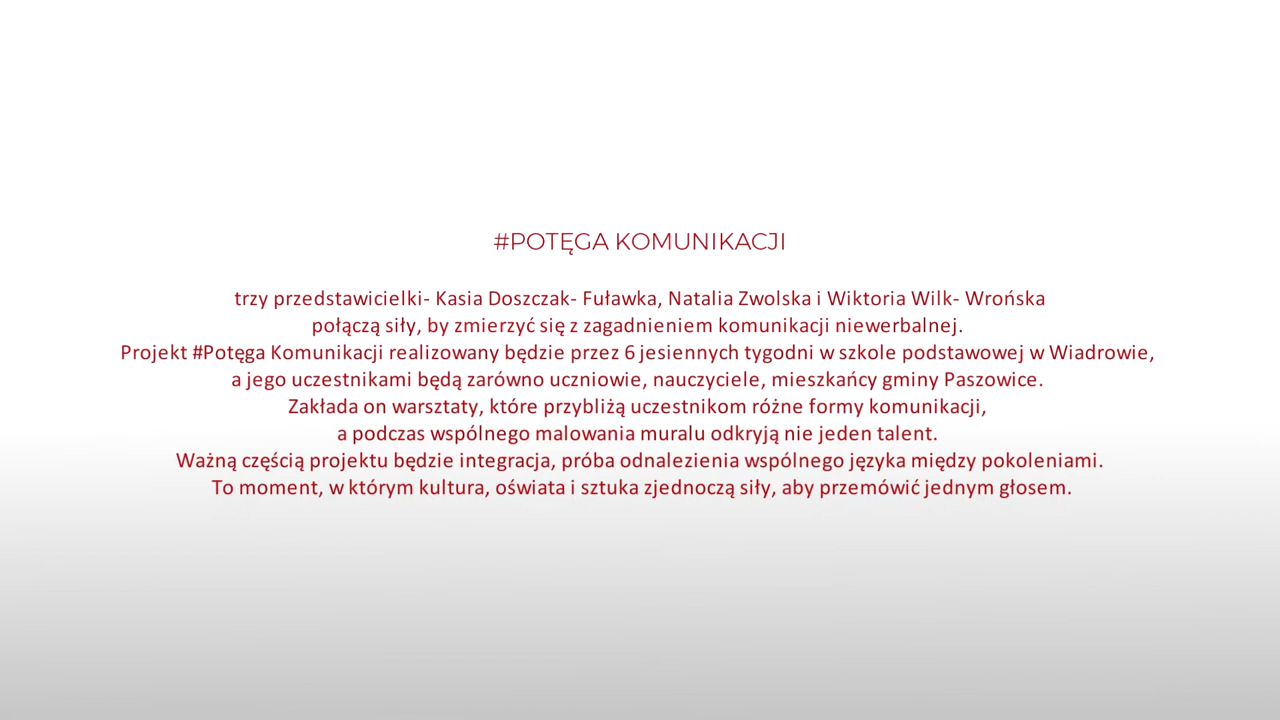 #POTĘGA KOMUNIKACJI
trzy przedstawicielki- Kasia Doszczak- Fuławka, Natalia Zwolska i Wiktoria Wilk- Wrońska
połączą siły, by zmierzyć się z zagadnieniem komunikacji niewerbalnej.
Projekt #Potęga Komunikacji realizowany będzie przez 6 jesiennych tygodni w szkole podstawowej w Wiadrowie,
a jego uczestnikami będą zarówno uczniowie, nauczyciele, mieszkańcy gminy Paszowice.
Zakłada on warsztaty, które przybliżą uczestnikom różne formy komunikacji,
a podczas wspólnego malowania muralu odkryją nie jeden talent.
Ważną częścią projektu będzie integracja, próba odnalezienia wspólnego języka między pokoleniami.
To moment, w którym kultura, oświata i sztuka zjednoczą siły, aby przemówić jednym głosem.